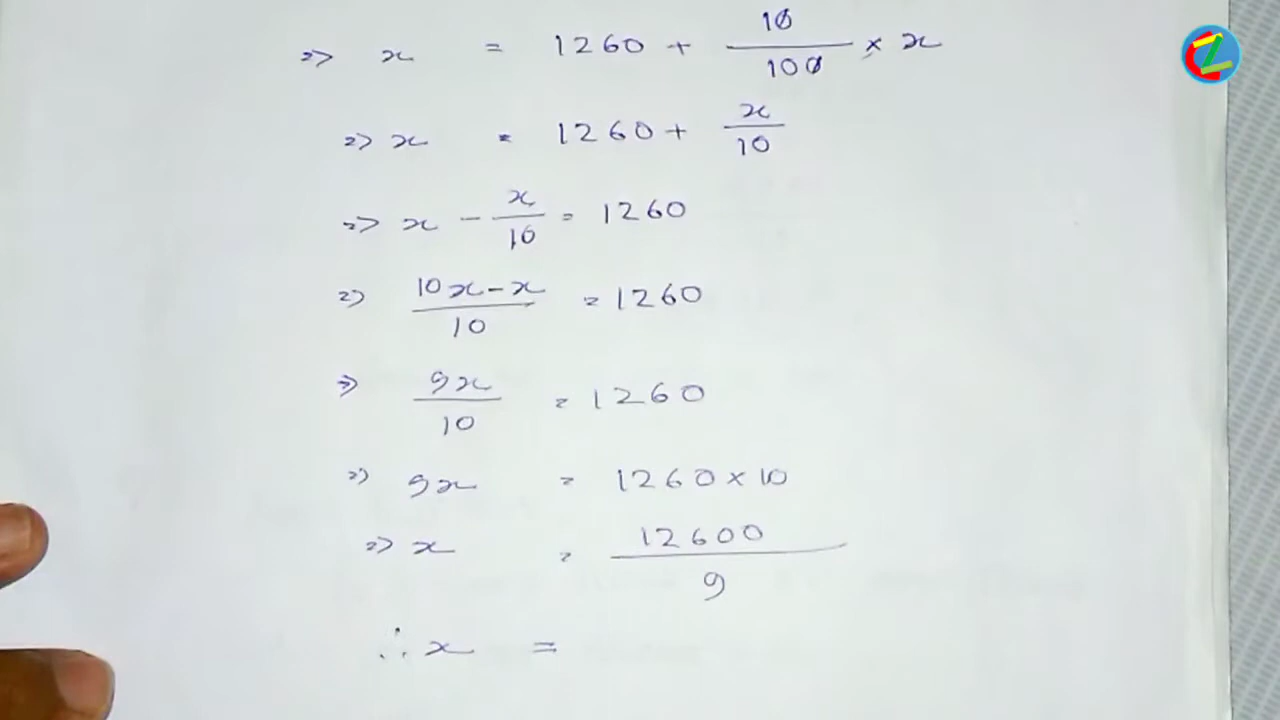 => x = 1260 + 10/100 × x
=> x = 1260 + x/10
=> x - x/10 = 1260
=> 10x - x/10 = 1260
=> 9x/10 = 1260
=> 9x = 1260 × 10
=> x = 12600/9
∴ x =